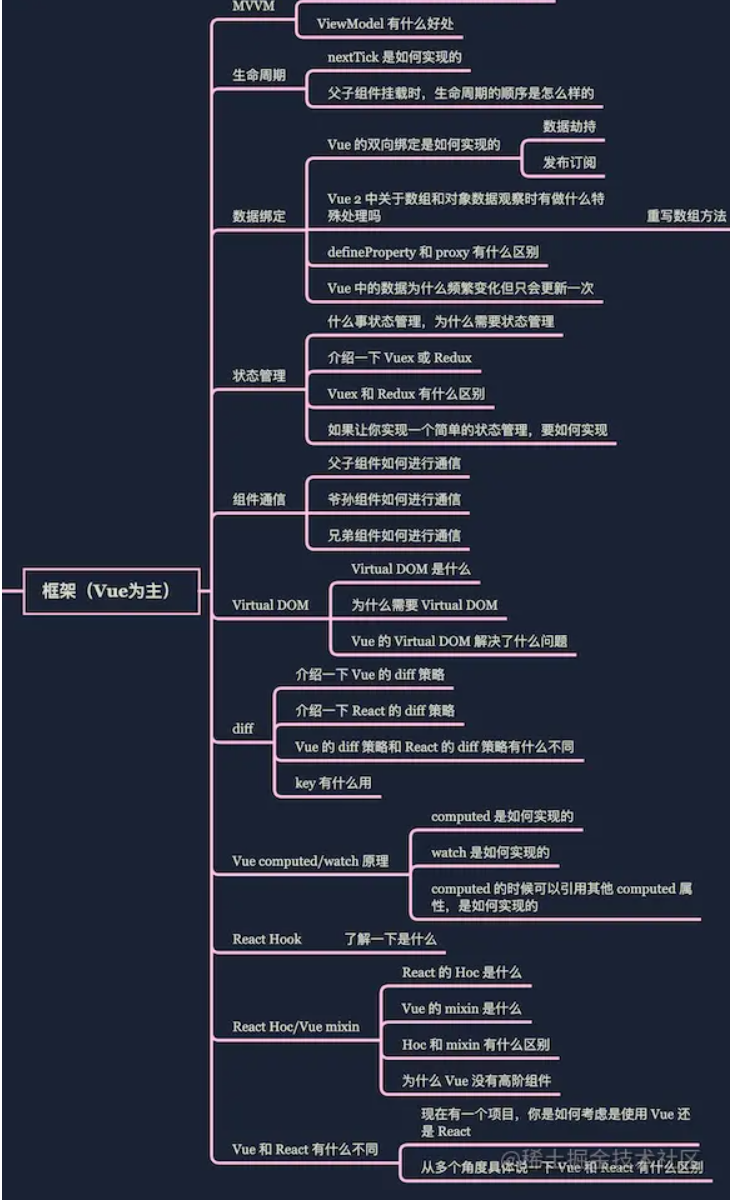 MVVM
ViewModel 有什么好处
生命周期
nextTick 是如何实现的
父子组件挂载时，生命周期的顺序是怎么样的
数据绑定
Vue 的双向绑定是如何实现的
数据劫持
发布订阅
Vue 2 中关于数组和对象数据观察时有做什么特
殊处理吗
重写数组方法
defineProperty 和 proxy 有什么区别
Vue 中的数据为什么频繁变化但只会更新一次
状态管理
什么事状态管理，为什么需要状态管理
介绍一下 Vuex 或 Redux
Vuex 和 Redux 有什么区别
如果让你实现一个简单的状态管理，要如何实现
组件通信
父子组件如何进行通信
爷孙组件如何进行通信
兄弟组件如何进行通信
框架（Vue为主）
Virtual DOM
Virtual DOM 是什么
为什么需要 Virtual DOM
Vue 的 Virtual DOM 解决了什么问题
diff
介绍一下 Vue 的 diff 策略
介绍一下 React 的 diff 策略
Vue 的 diff 策略和 React 的 diff 策略有什么不同
key 有什么用
Vue computed/watch 原理
computed 是如何实现的
watch 是如何实现的
computed 的时候可以引用其他 computed 属
性，是如何实现的
React Hook
了解一下是什么
React Hoc/Vue mixin
React 的 Hoc 是什么
Vue 的 mixin 是什么
Hoc 和 mixin 有什么区别
为什么 Vue 没有高阶组件
Vue 和 React 有什么不同
现在有一个项目，你是如何考虑是使用 Vue 还
是 React
从多个角度具体说一下 Vue 和 React 有什么区别
@稀土掘金技术社区